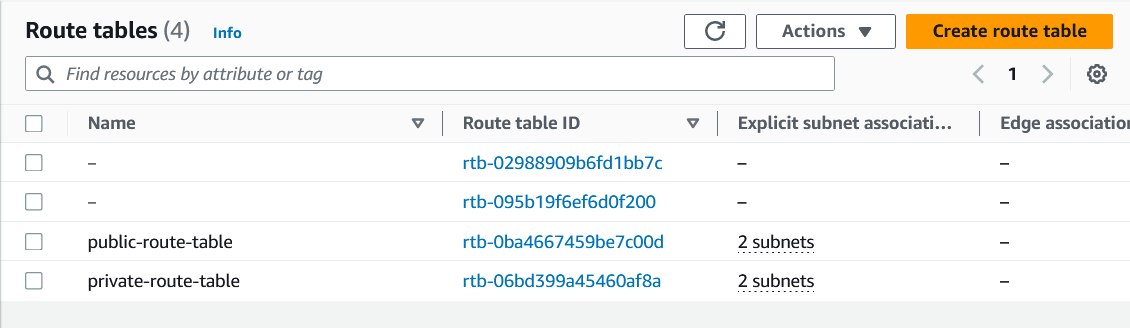 Route tables (4) Info Actions Create route table
Find resources by attribute or tag 1
Name Route table ID Explicit subnet associati... Edge association
– rtb-02988909b6fd1bb7c – –
– rtb-095b19f6ef6d0f200 – –
public-route-table rtb-0ba4667459be7c00d 2 subnets –
private-route-table rtb-06bd399a45460af8a 2 subnets –